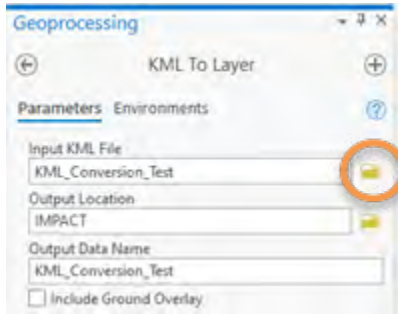 Geoprocessing
KML To Layer
Parameters Environments
Input KML File
KML_Conversion_Test
Output Location
IMPACT
Output Data Name
KML_Conversion_Test
Include Ground Overlay